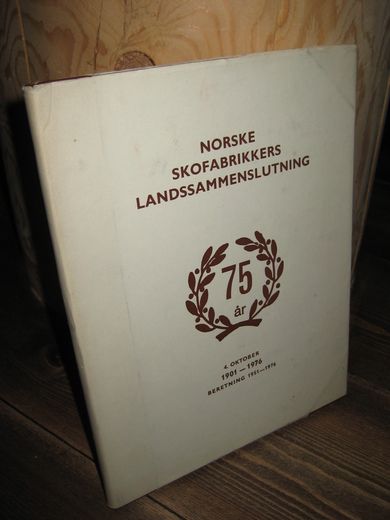 NORSKE
SKOFABRIKKERS
LANDSSAMMENSLUTNING
75
år
4. OKTOBER
1901 — 1976
BERETNING 1951—1976